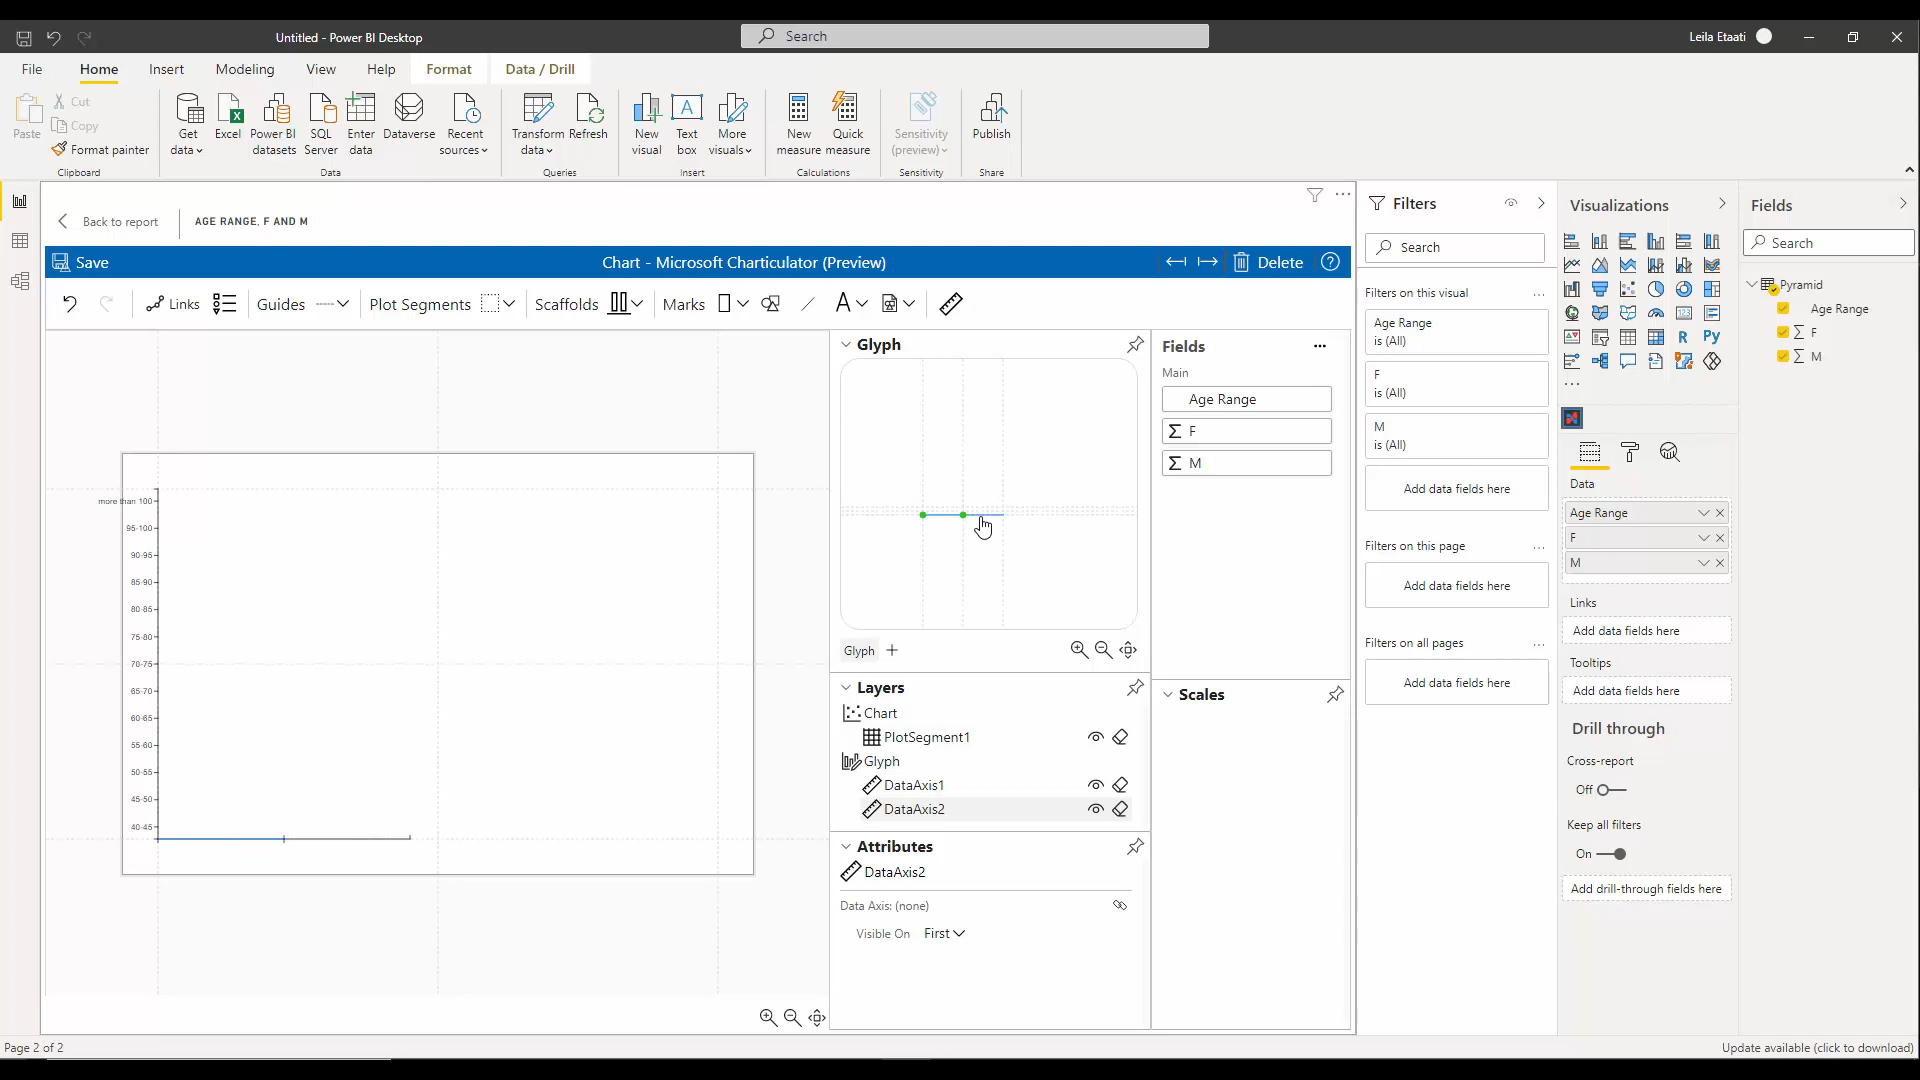 Untitled - Power BI Desktop
Search
Leila Etaati
File
Home
Insert
Modeling
View
Help
Format
Data / Drill
Paste
Cut
Copy
Format painter
Clipboard
Get data
Excel
Power BI datasets
SQL Server
Enter data
Dataverse
Recent sources
Data
Transform data
Refresh
Queries
New visual
Text box
More visuals
Insert
New measure
Quick measure
Calculations
Sensitivity (preview)
Sensitivity
Publish
Share
Back to report
AGE RANGE, F AND M
Save
Chart - Microsoft Charticulator (Preview)
Delete
Links
Guides
Plot Segments
Scaffolds
Marks
more than 100
95-100
90-95
85-90
80-85
75-80
70-75
65-70
60-65
55-60
50-55
45-50
40-45
Glyph
Glyph
Layers
Chart
PlotSegment1
Glyph
DataAxis1
DataAxis2
Attributes
DataAxis2
Data Axis: (none)
Visible On First
Fields
Main
Age Range
Σ F
Σ M
Scales
Filters
Search
Filters on this visual
Age Range
is (All)
F
is (All)
M
is (All)
Add data fields here
Filters on this page
Add data fields here
Filters on all pages
Add data fields here
Visualizations
R
Py
123
Data
Age Range
F
M
Links
Add data fields here
Tooltips
Add data fields here
Drill through
Cross-report
Off
Keep all filters
On
Add drill-through fields here
Fields
Search
Pyramid
Age Range
Σ F
Σ M
Page 2 of 2
Update available (click to download)